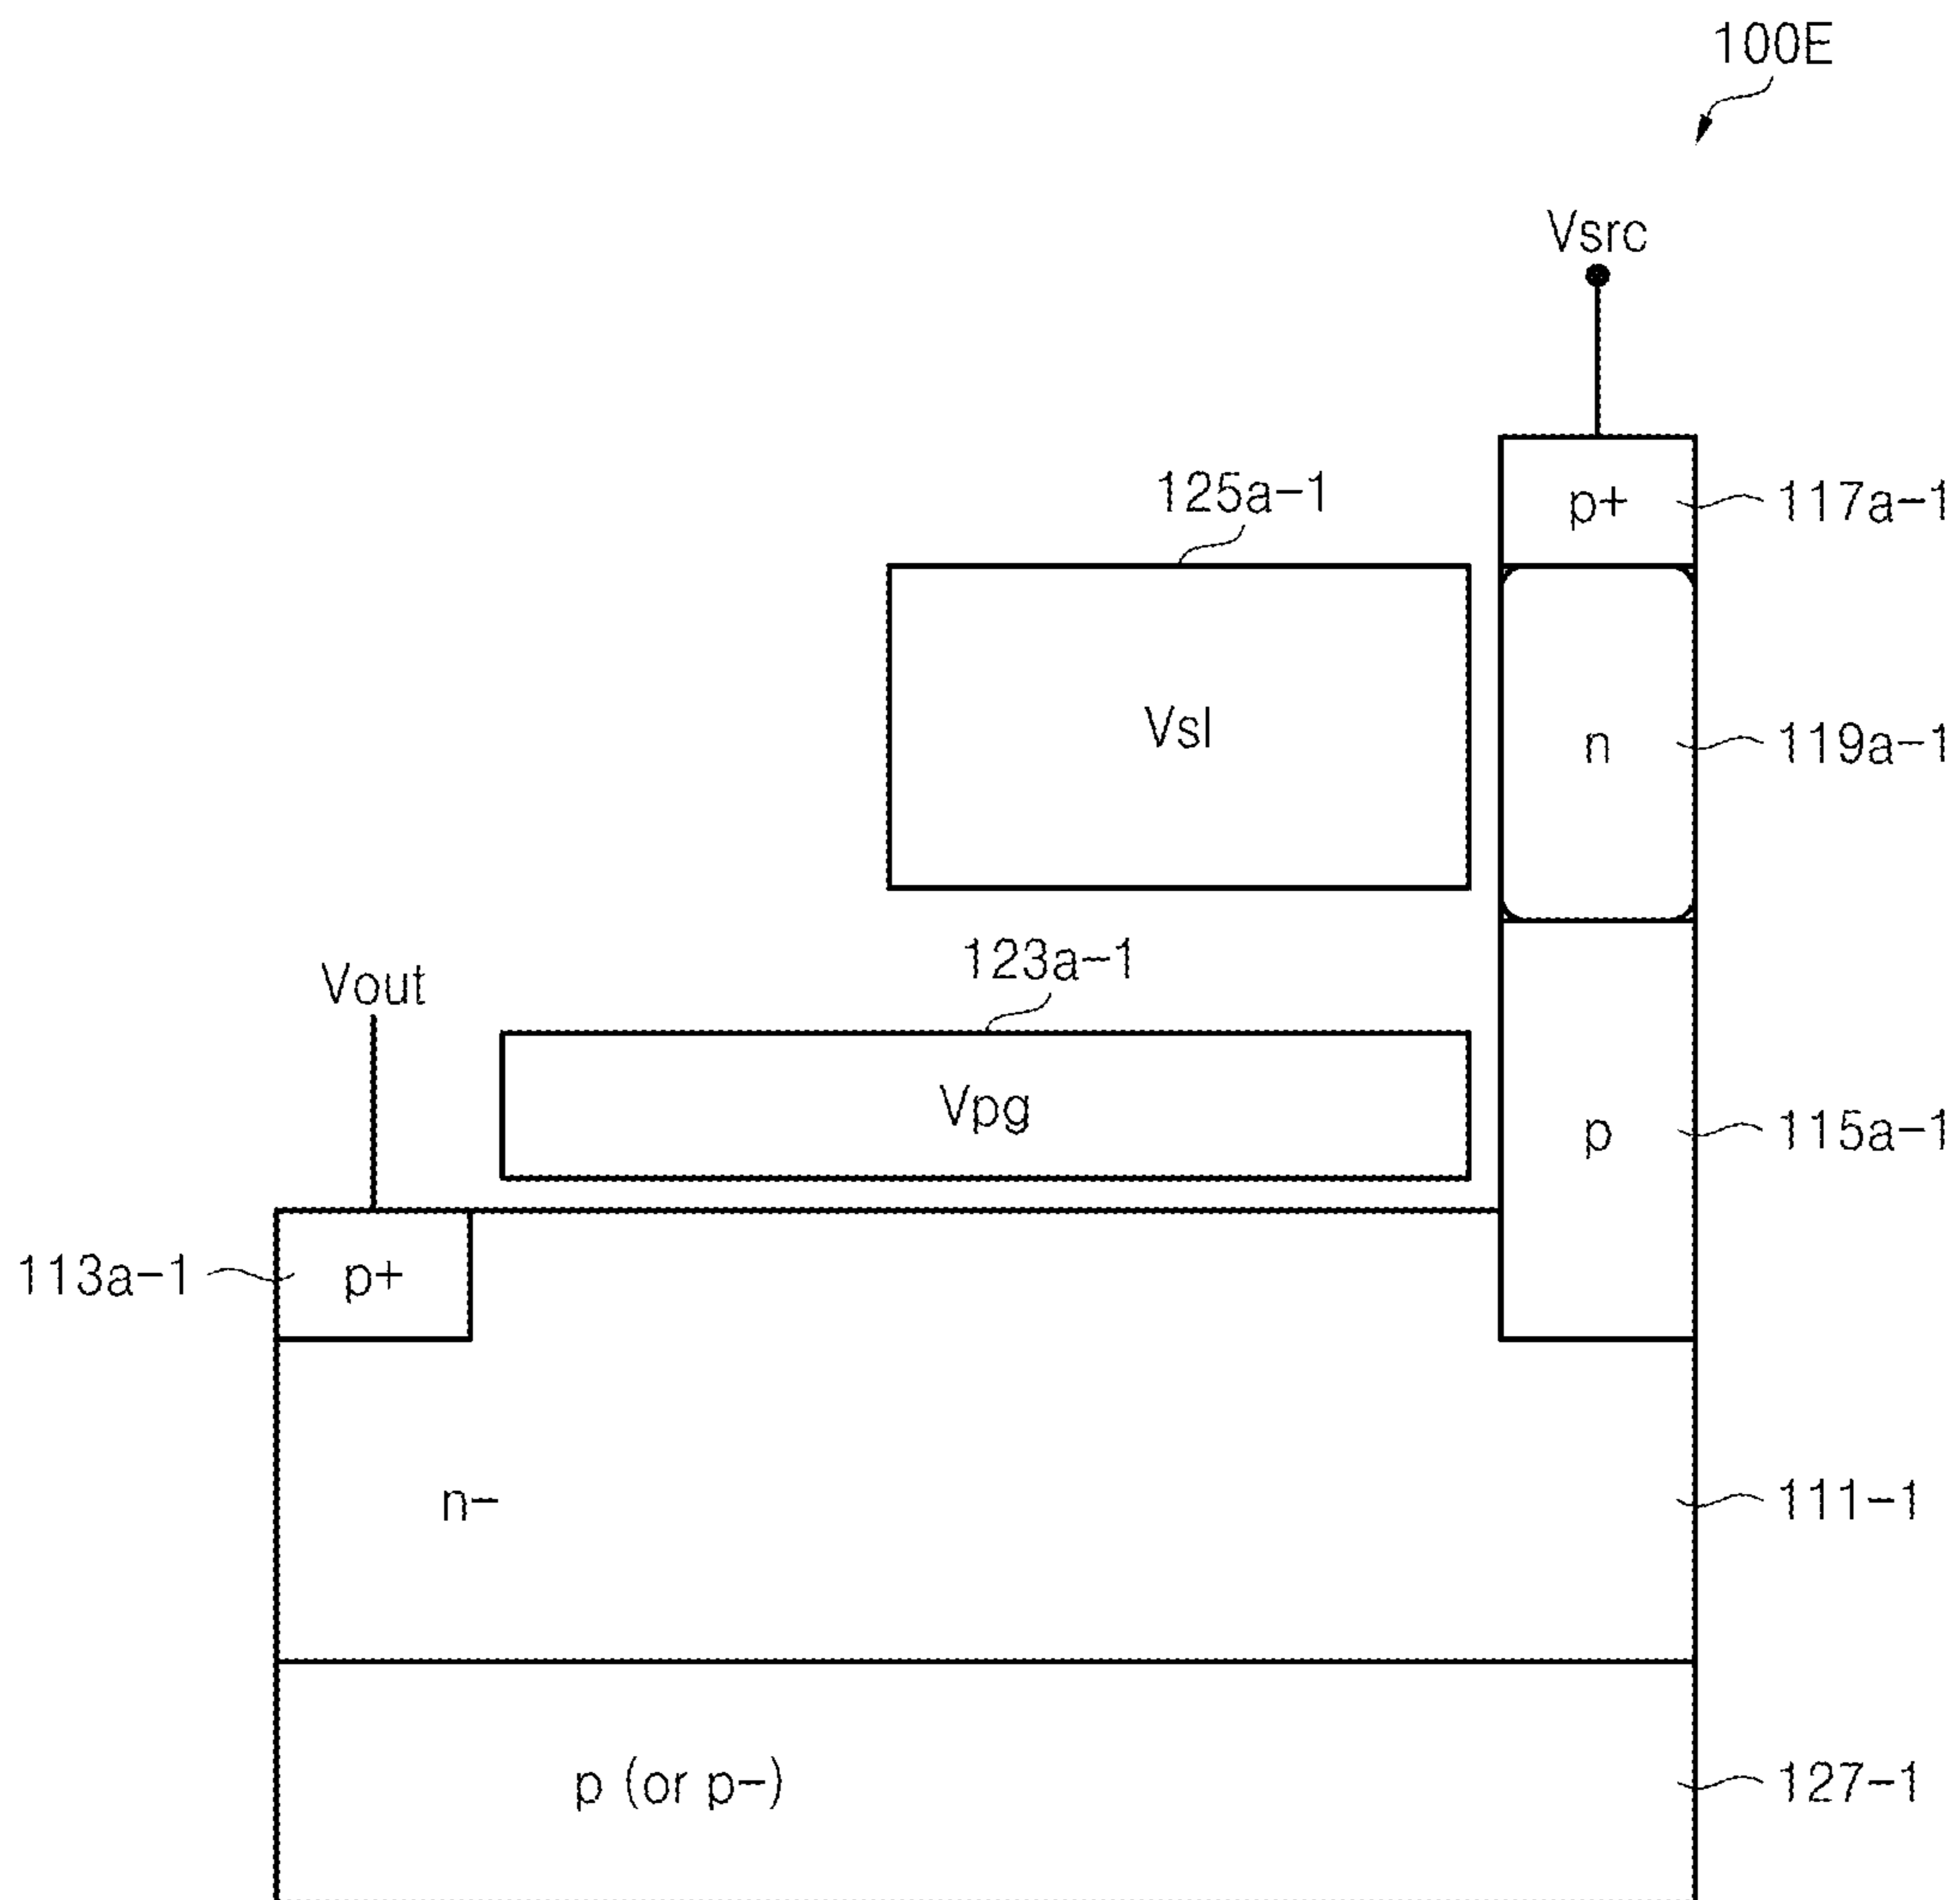 100E
Vsrc
125a-1
p+
117a-1
Vsl
n
119a-1
123a-1
Vout
Vpg
p
115a-1
113a-1
p+
n-
111-1
p (or p-)
127-1